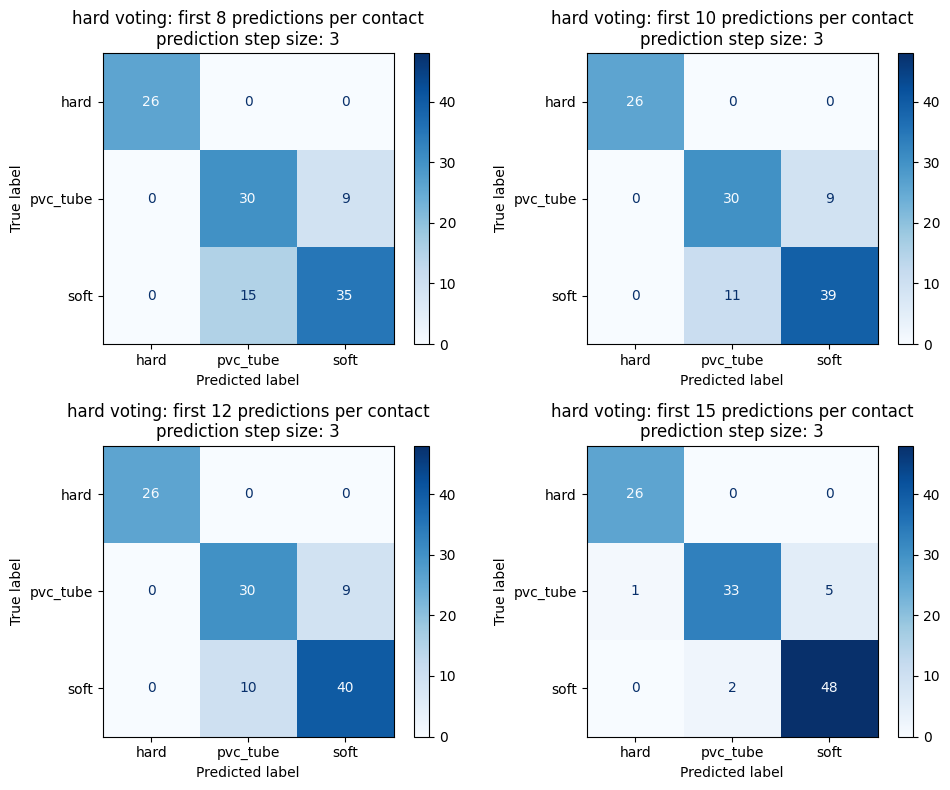 hard voting: first 8 predictions per contact
prediction step size: 3
True label
hard
pvc_tube
soft
26 0 0
0 30 9
0 15 35
hard pvc_tube soft
Predicted label
40
30
20
10
0
hard voting: first 10 predictions per contact
prediction step size: 3
True label
hard
pvc_tube
soft
26 0 0
0 30 9
0 11 39
hard pvc_tube soft
Predicted label
40
30
20
10
0
hard voting: first 12 predictions per contact
prediction step size: 3
True label
hard
pvc_tube
soft
26 0 0
0 30 9
0 10 40
hard pvc_tube soft
Predicted label
40
30
20
10
0
hard voting: first 15 predictions per contact
prediction step size: 3
True label
hard
pvc_tube
soft
26 0 0
1 33 5
0 2 48
hard pvc_tube soft
Predicted label
40
30
20
10
0